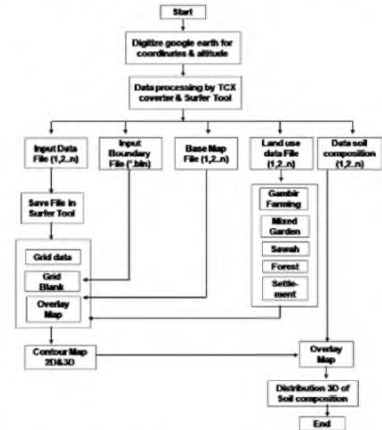 Start
Digitize google earth for
coordinates & altitude
Data processing by TCX
coverter & Surfer Tool
Input Data
File (1,2..n)
Input
Boundary
File (*.bln)
Base Map
File (1,2..n)
Land use
data File
(1,2..n)
Data soil
composition
(1,2..n)
Save File in
Surfer Tool
Grid data
Grid
Blank
Overlay
Map
Gambir
Farming
Mixed
Garden
Sawah
Forest
Settle-
ment
Contour Map
2D&3D
Overlay
Map
Distribution 3D of
Soil composition
End